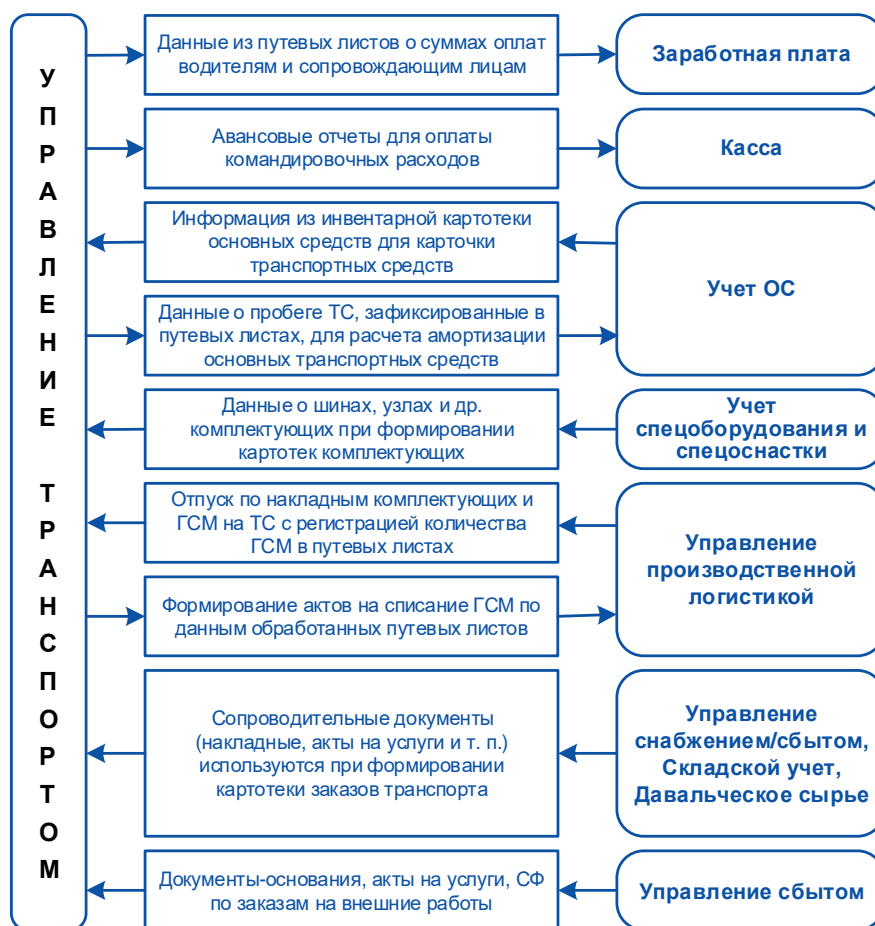 УПРАВЛЕНИЕ ТРАНСПОРТОМ
Данные из путевых листов о суммах оплат
водителям и сопровождающим лицам
Заработная плата
Авансовые отчеты для оплаты
командировочных расходов
Касса
Информация из инвентарной картотеки
основных средств для карточки
транспортных средств
Данные о пробеге ТС, зафиксированные в
путевых листах, для расчета амортизации
основных транспортных средств
Учет ОС
Данные о шинах, узлах и др.
комплектующих при формировании
картотек комплектующих
Учет
спецоборудования и
спецоснастки
Отпуск по накладным комплектующих и
ГСМ на ТС с регистрацией количества
ГСМ в путевых листах
Формирование актов на списание ГСМ по
данным обработанных путевых листов
Управление
производственной
логистикой
Сопроводительные документы
(накладные, акты на услуги и т. п.)
используются при формировании
картотеки заказов транспорта
Управление
снабжением/сбытом,
Складской учет,
Давальческое сырье
Документы-основания, акты на услуги, СФ
по заказам на внешние работы
Управление сбытом